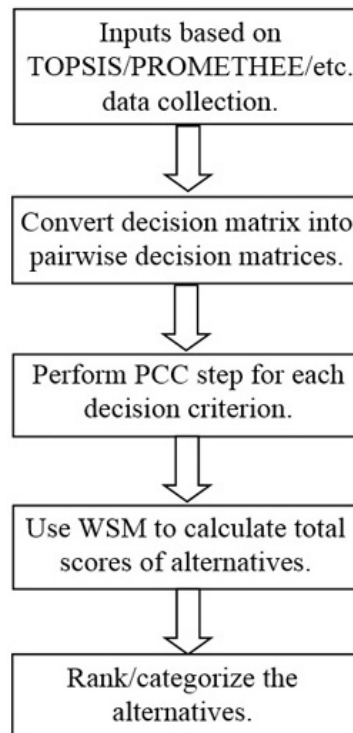 Inputs based on
TOPSIS/PROMETHEE/etc.
data collection.
Convert decision matrix into
pairwise decision matrices.
Perform PCC step for each
decision criterion.
Use WSM to calculate total
scores of alternatives.
Rank/categorize the
alternatives.